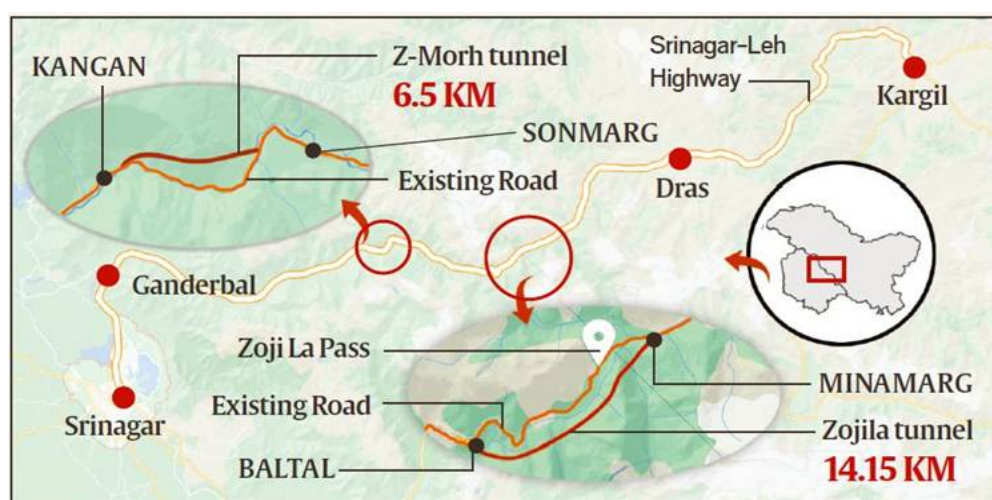 KANGAN
Z-Morh tunnel
6.5 KM
SONMARG
Existing Road
Srinagar-Leh
Highway
Kargil
Dras
Ganderbal
Srinagar
Zoji La Pass
Existing Road
BALTAL
MINAMARG
Zojila tunnel
14.15 KM